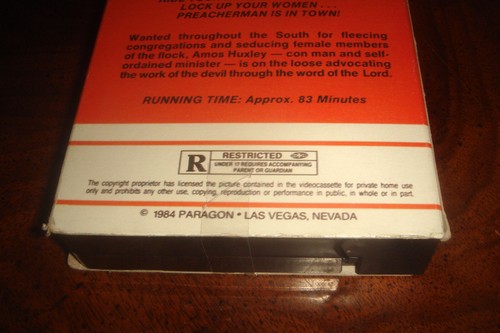 LOCK UP YOUR WOMEN . . .
PREACHERMAN IS IN TOWN!
Wanted throughout the South for fleecing
congregations and seducing female members
of the flock, Amos Huxley — con man and self-
ordained minister — is on the loose advocating
the work of the devil through the word of the Lord.
RUNNING TIME: Approx. 83 Minutes
R RESTRICTED
UNDER 17 REQUIRES ACCOMPANYING
PARENT OR GUARDIAN
The copyright proprietor has licensed the picture contained in the videocassette for private home use
only and prohibits any other use, copying, reproduction or performance in public, in whole or in part.
© 1984 PARAGON • LAS VEGAS, NEVADA